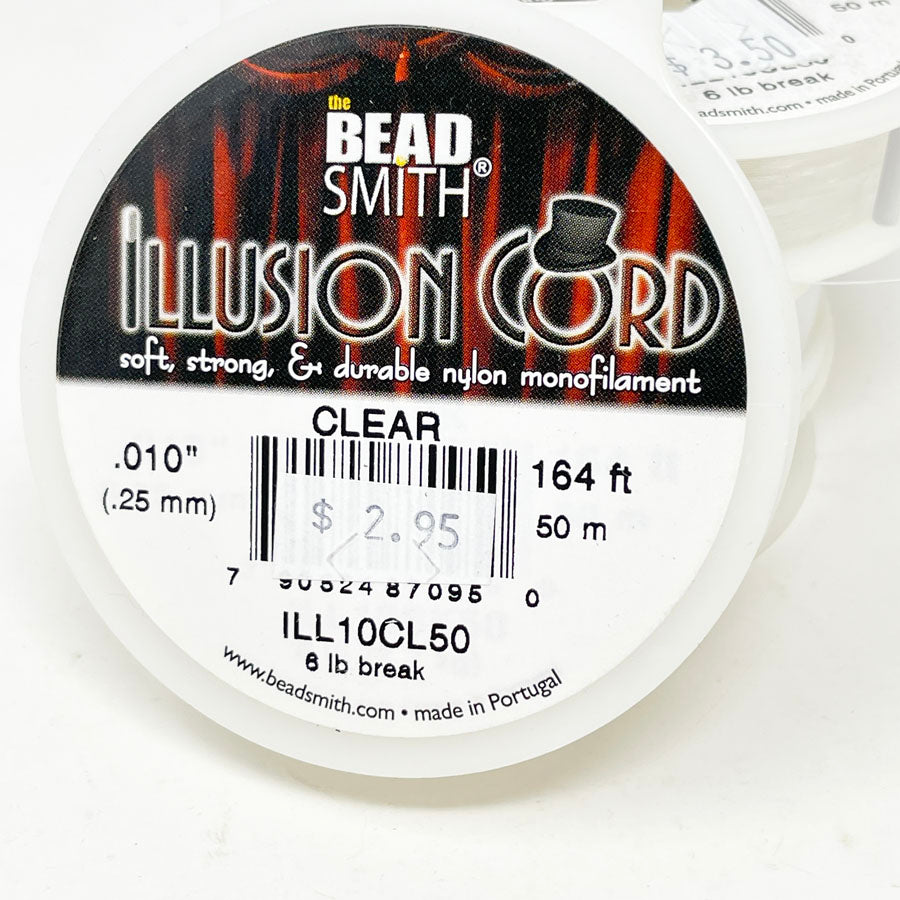 the
BEAD
SMITH®
ILLUSION CORD
soft, strong, & durable nylon monofilament
CLEAR
.010"
(.25 mm)
164 ft
50 m
$ 2.95
7 90524 87095 0
ILL10CL50
6 lb break
www.beadsmith.com • made in Portugal
50 m
$ 3.50
0
6 lb break
eadsmith.com • made in Portu